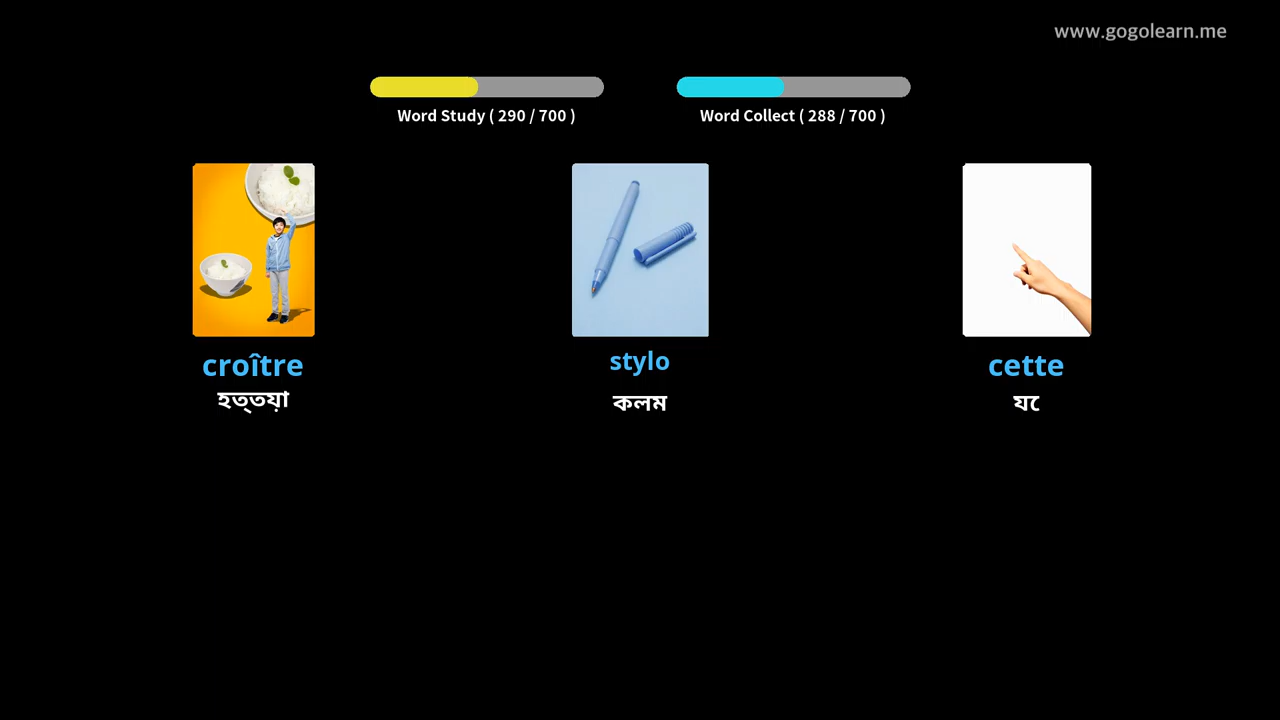 www.gogolearn.me
Word Study ( 290 / 700 )
Word Collect ( 288 / 700 )
croître
stylo
cette
হত্তয়া
কলম
যে